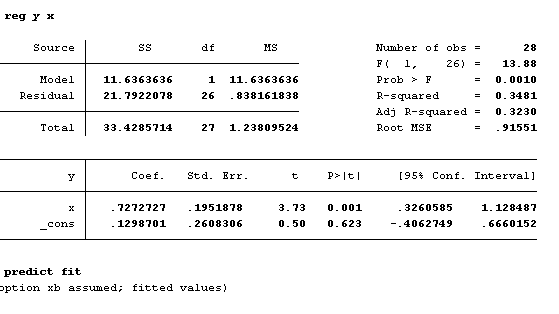 reg y x
Source SS df MS Number of obs = 28
F( 1, 26) = 13.88
Model 11.6363636 1 11.6363636 Prob > F = 0.0010
Residual 21.7922078 26 .838161838 R-squared = 0.3481
Adj R-squared = 0.3230
Total 33.4285714 27 1.23809524 Root MSE = .91551
y Coef. Std. Err. t P>|t| [95% Conf. Interval]
x .7272727 .1951878 3.73 0.001 .3260585 1.128487
_cons .1298701 .2608306 0.50 0.623 -.4062749 .6660152
predict fit
option xb assumed; fitted values)